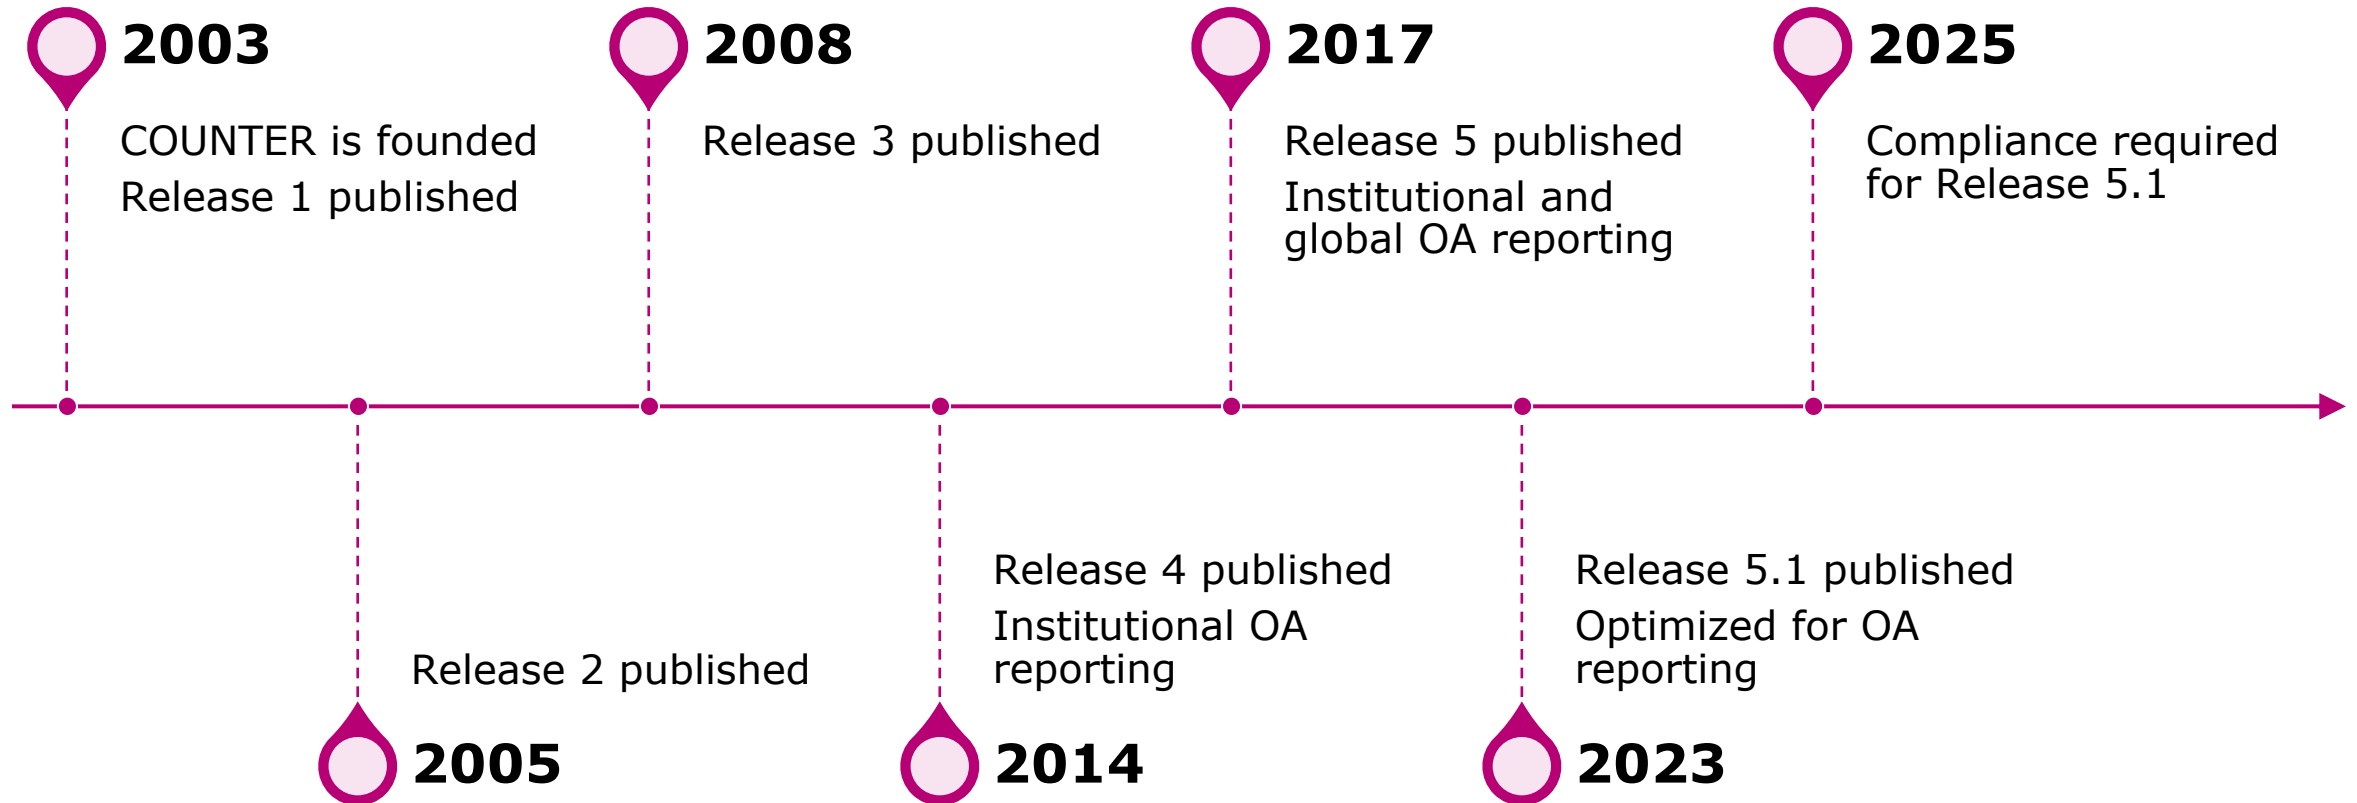 2003
COUNTER is founded
Release 1 published
2005
Release 2 published
2008
Release 3 published
2014
Release 4 published
Institutional OA
reporting
2017
Release 5 published
Institutional and
global OA reporting
2023
Release 5.1 published
Optimized for OA
reporting
2025
Compliance required
for Release 5.1